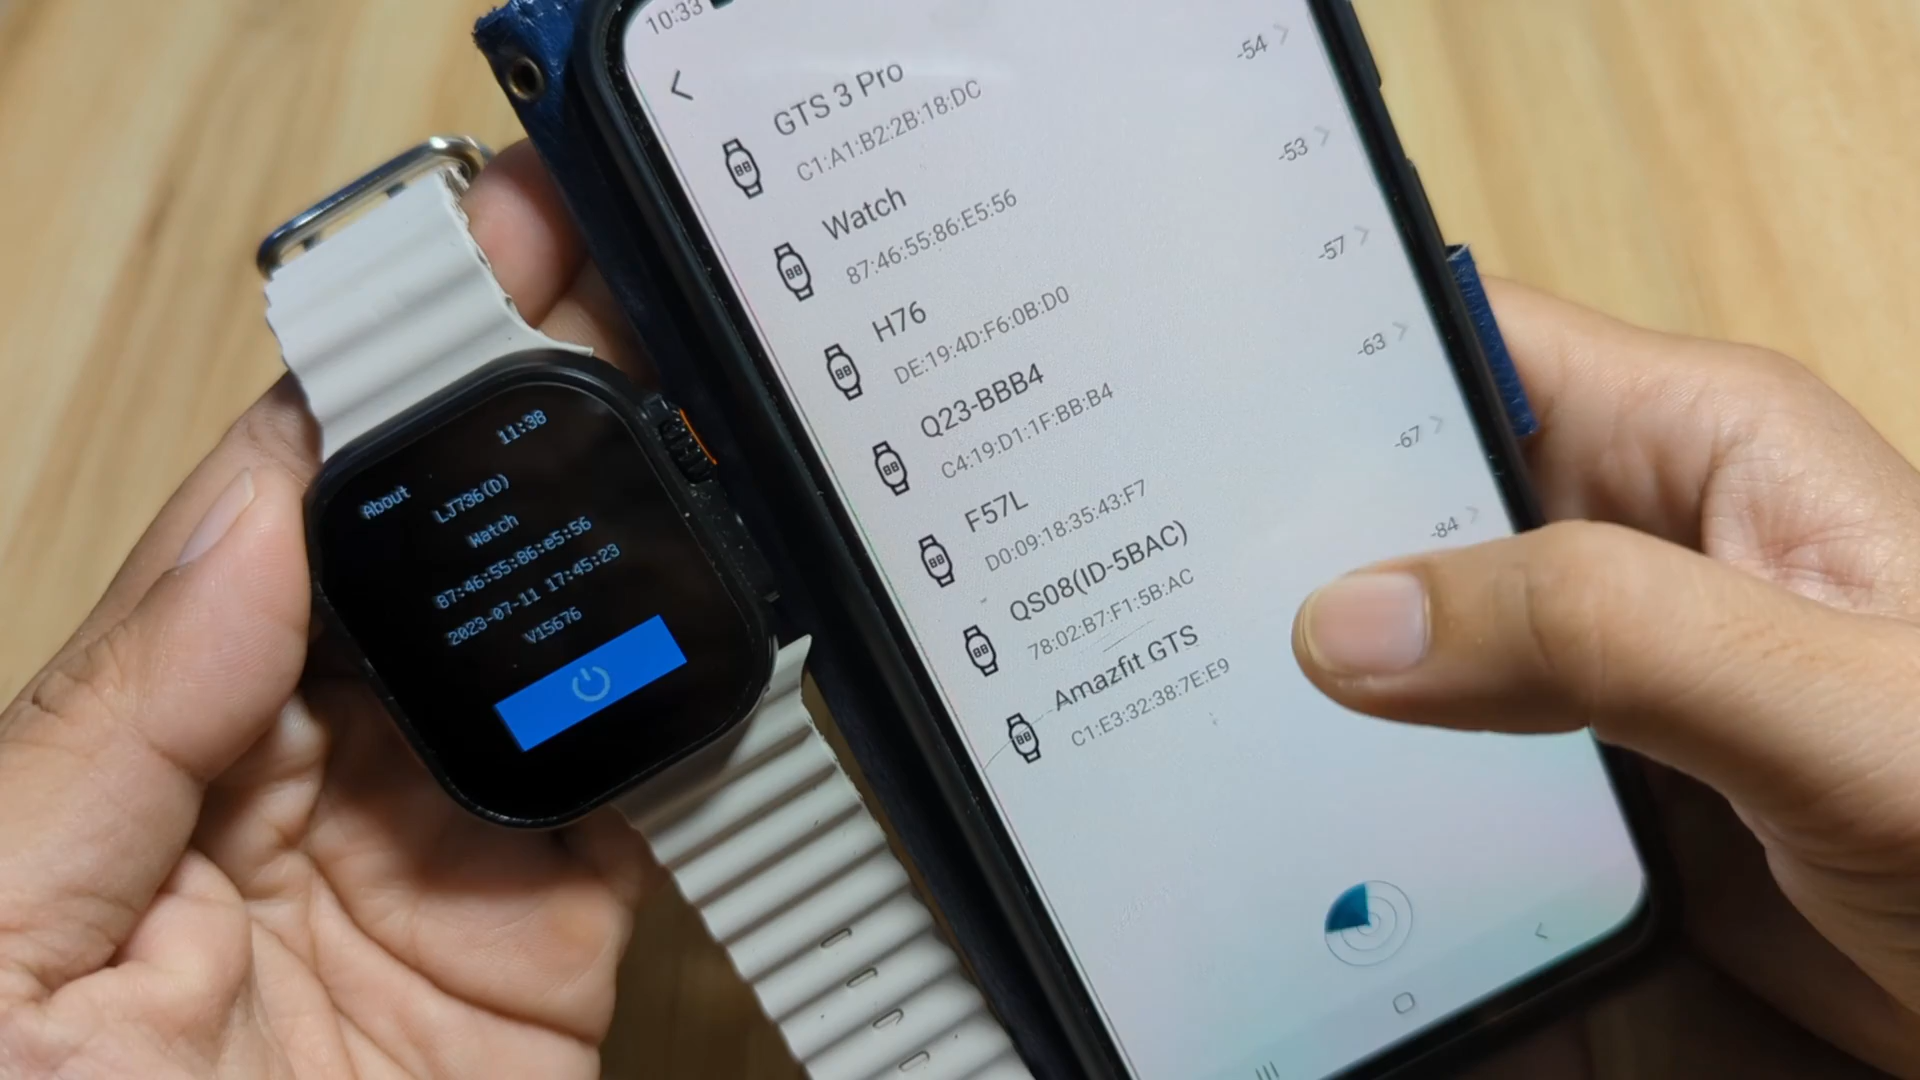 11:38
About
LJ736(D)
Watch
87:46:55:86:e5:56
2023-07-11 17:45:23
V15676
10:33
GTS 3 Pro
C1:A1:B2:2B:18:DC
-54
Watch
87:46:55:86:E5:56
-53
H76
DE:19:4D:F6:0B:D0
-57
Q23-BBB4
C4:19:D1:1F:BB:B4
-63
F57L
D0:09:18:35:43:F7
-67
QS08(ID-5BAC)
78:02:B7:F1:5B:AC
-84
Amazfit GTS
C1:E3:32:38:7E:E9